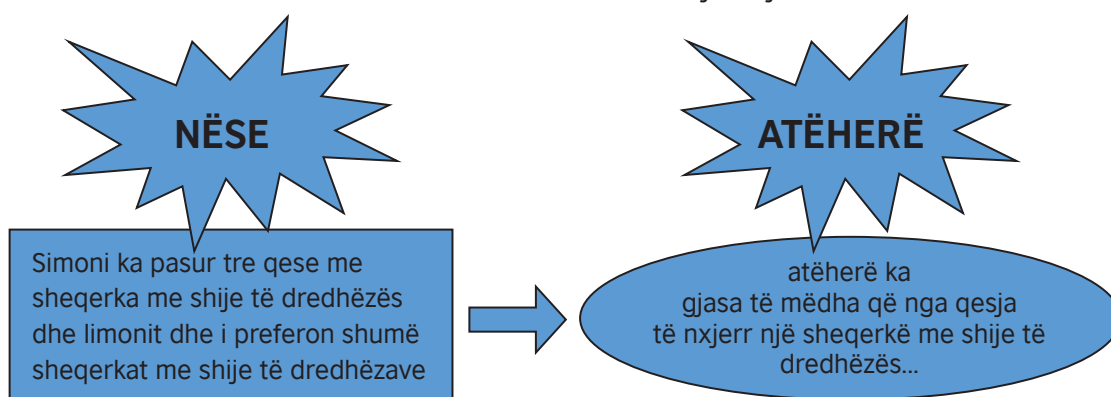 NËSE
ATËHERË
Simoni ka pasur tre qese me
sheqerka me shije të dredhëzës
dhe limonit dhe i preferon shumë
sheqerkat me shije të dredhëzave
atëherë ka
gjasa të mëdha që nga qesja
të nxjerr një sheqerkë me shije të
dredhëzës...